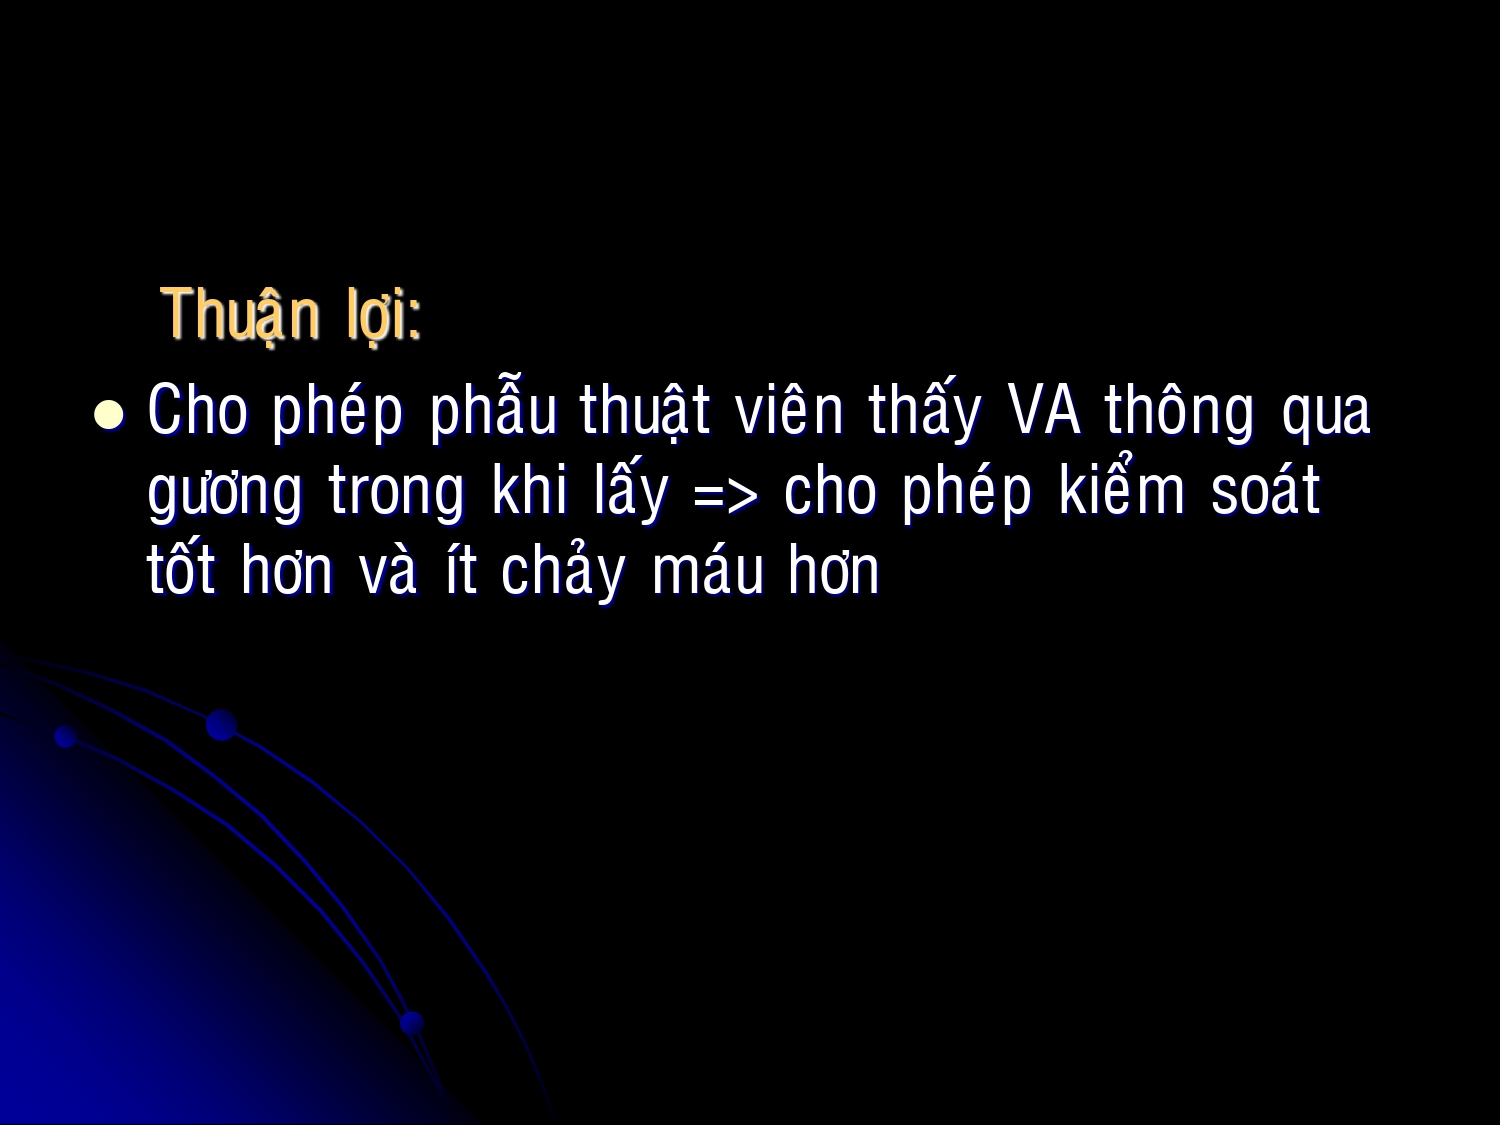 Thuận lợi:
Cho phép phẫu thuật viên thấy VA thông qua
gương trong khi lấy => cho phép kiểm soát
tốt hơn và ít chảy máu hơn